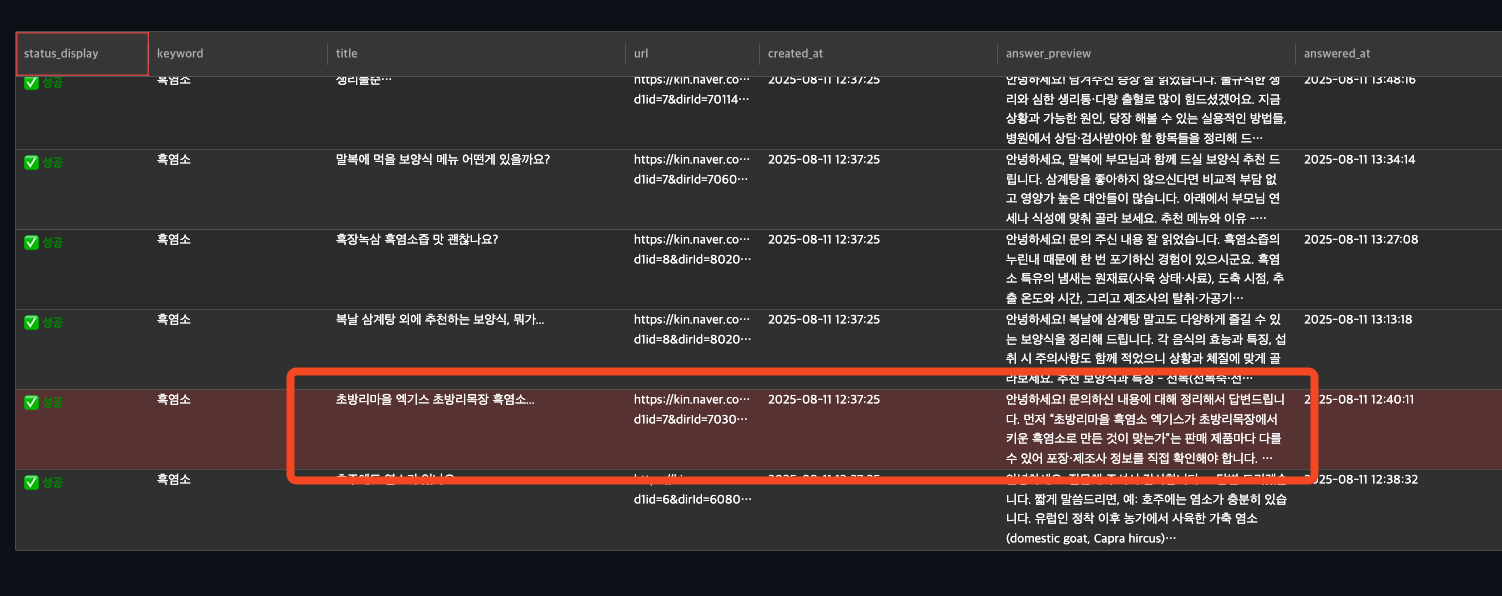 status_display keyword title url created_at answer_preview answered_at
✅ 성공 흑염소 생리불순… https://kin.naver.co… 2025-08-11 12:37:25 안녕하세요! 남겨주신 증상 잘 읽었습니다. 불규칙한 생 2025-08-11 13:48:16
d1id=7&dirId=70114… 리와 심한 생리통·다량 출혈로 많이 힘드셨겠어요. 지금
상황과 가능한 원인, 당장 해볼 수 있는 실용적인 방법들,
병원에서 상담·검사받아야 할 항목들을 정리해 드…
✅ 성공 흑염소 말복에 먹을 보양식 메뉴 어떤게 있을까요? https://kin.naver.co… 2025-08-11 12:37:25 안녕하세요, 말복에 부모님과 함께 드실 보양식 추천 드 2025-08-11 13:34:14
d1id=7&dirId=7060… 립니다. 삼계탕을 좋아하지 않으신다면 비교적 부담 없
고 영양가 높은 대안들이 많습니다. 아래에서 부모님 연
세나 식성에 맞춰 골라 보세요. 추천 메뉴와 이유 -…
✅ 성공 흑염소 흑장녹삼 흑염소즙 맛 괜찮나요? https://kin.naver.co… 2025-08-11 12:37:25 안녕하세요! 문의 주신 내용 잘 읽었습니다. 흑염소즙의 2025-08-11 13:27:08
d1id=8&dirId=8020… 누린내 때문에 한 번 포기하신 경험이 있으시군요. 흑염
소 특유의 냄새는 원재료(사육 상태·사료), 도축 시점, 추
출 온도와 시간, 그리고 제조사의 탈취·가공기…
✅ 성공 흑염소 복날 삼계탕 외에 추천하는 보양식, 뭐가... https://kin.naver.co… 2025-08-11 12:37:25 안녕하세요! 복날에 삼계탕 말고도 다양하게 즐길 수 있 2025-08-11 13:13:18
d1id=8&dirId=8020… 는 보양식을 정리해 드립니다. 각 음식의 효능과 특징, 섭
취 시 주의사항도 함께 적었으니 상황과 체질에 맞게 골
라보세요. 추천 보양식과 특징 - 전복(전복죽·전…
✅ 성공 흑염소 초방리마을 엑기스 초방리목장 흑염소... https://kin.naver.co… 2025-08-11 12:37:25 안녕하세요! 문의하신 내용에 대해 정리해서 답변드립니 2025-08-11 12:40:11
d1id=7&dirId=7030… 다. 먼저 “초방리마을 흑염소 엑기스가 초방리목장에서
키운 흑염소로 만든 것이 맞는가”는 판매 제품마다 다를
수 있어 포장·제조사 정보를 직접 확인해야 합니다. …
✅ 성공 흑염소 2025-08-11 12:38:32
d1id=6&dirId=6080… 니다. 짧게 말씀드리면, 예: 호주에는 염소가 충분히 있습
니다. 유럽인 정착 이후 농가에서 사육한 가축 염소
(domestic goat, Capra hircus)…